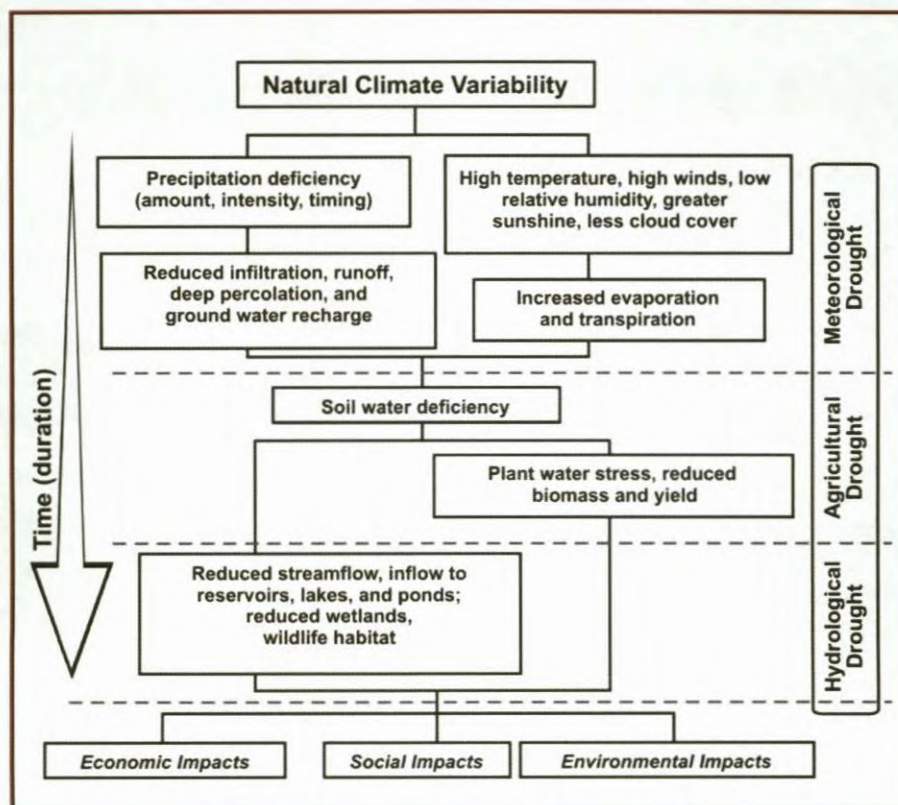 Natural Climate Variability
Precipitation deficiency
(amount, intensity, timing)
High temperature, high winds, low
relative humidity, greater
sunshine, less cloud cover
Reduced infiltration, runoff,
deep percolation, and
ground water recharge
Increased evaporation
and transpiration
Meteorological
Drought
Time (duration)
Soil water deficiency
Plant water stress, reduced
biomass and yield
Agricultural
Drought
Reduced streamflow, inflow to
reservoirs, lakes, and ponds;
reduced wetlands,
wildlife habitat
Hydrological
Drought
Economic Impacts
Social Impacts
Environmental Impacts